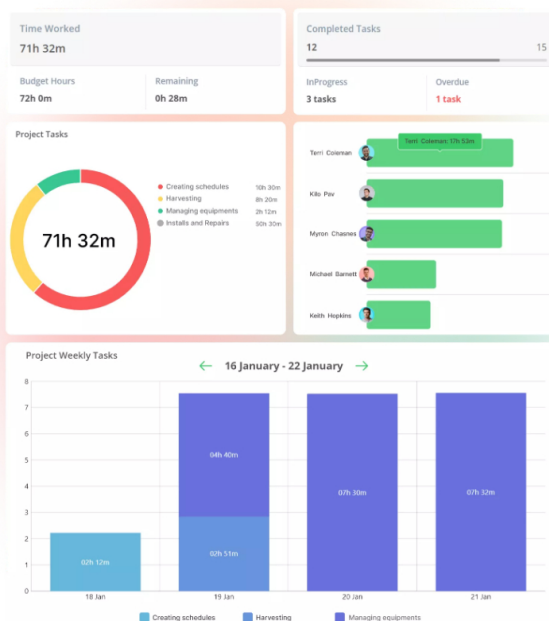 Time Worked
71h 32m
Budget Hours
Remaining
72h 0m
0h 28m
Completed Tasks
12
15
InProgress
Overdue
3 tasks
1 task
Project Tasks
71h 32m
Creating schedules
10h 30m
Harvesting
8h 20m
Managing equipments
2h 12m
Installs and Repairs
50h 30m
Terri Coleman: 17h 53m
Terri Coleman
Kilo Pev
Myron Chasnes
Michael Barnett
Keith Hopkins
Project Weekly Tasks
16 January - 22 January
8
7
6
5
4
3
2
1
0
02h 12m
04h 40m
02h 51m
07h 30m
07h 32m
18 Jan
19 Jan
20 Jan
21 Jan
Creating schedules
Harvesting
Managing equipments